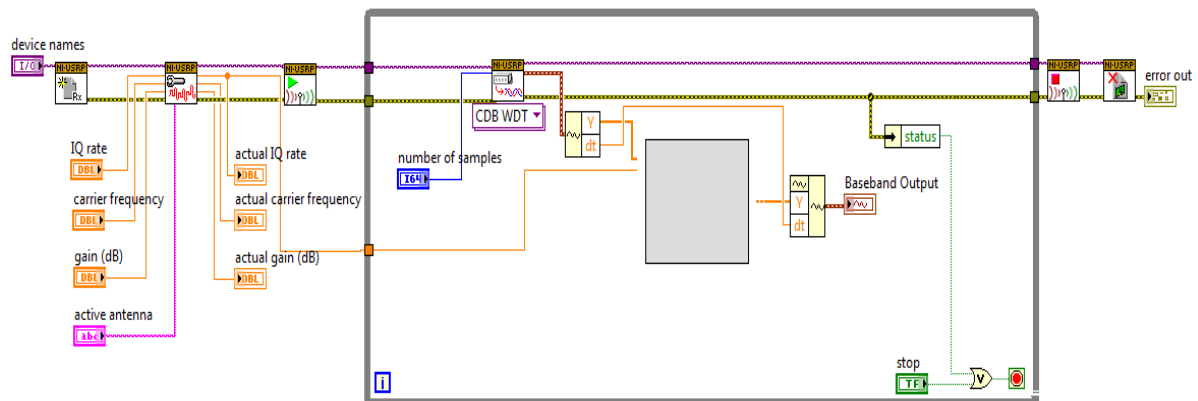 device names
I/O
NI-USRP
Rx
NI-USRP
NI-USRP
NI-USRP
CDB WDT
Y
dt
number of samples
I64
status
NI-USRP
NI-USRP
error out
IQ rate
DBL
actual IQ rate
DBL
carrier frequency
DBL
actual carrier frequency
DBL
gain (dB)
DBL
actual gain (dB)
DBL
active antenna
abc
Y
dt
Baseband Output
i
stop
TF
V